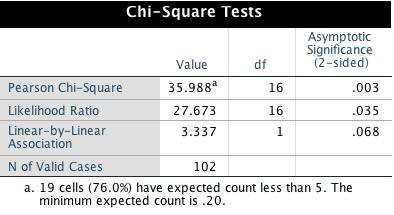 Chi-Square Tests
Asymptotic
Significance
Value df (2-sided)
Pearson Chi-Square 35.988a 16 .003
Likelihood Ratio 27.673 16 .035
Linear-by-Linear
Association 3.337 1 .068
N of Valid Cases 102
a. 19 cells (76.0%) have expected count less than 5. The
minimum expected count is .20.